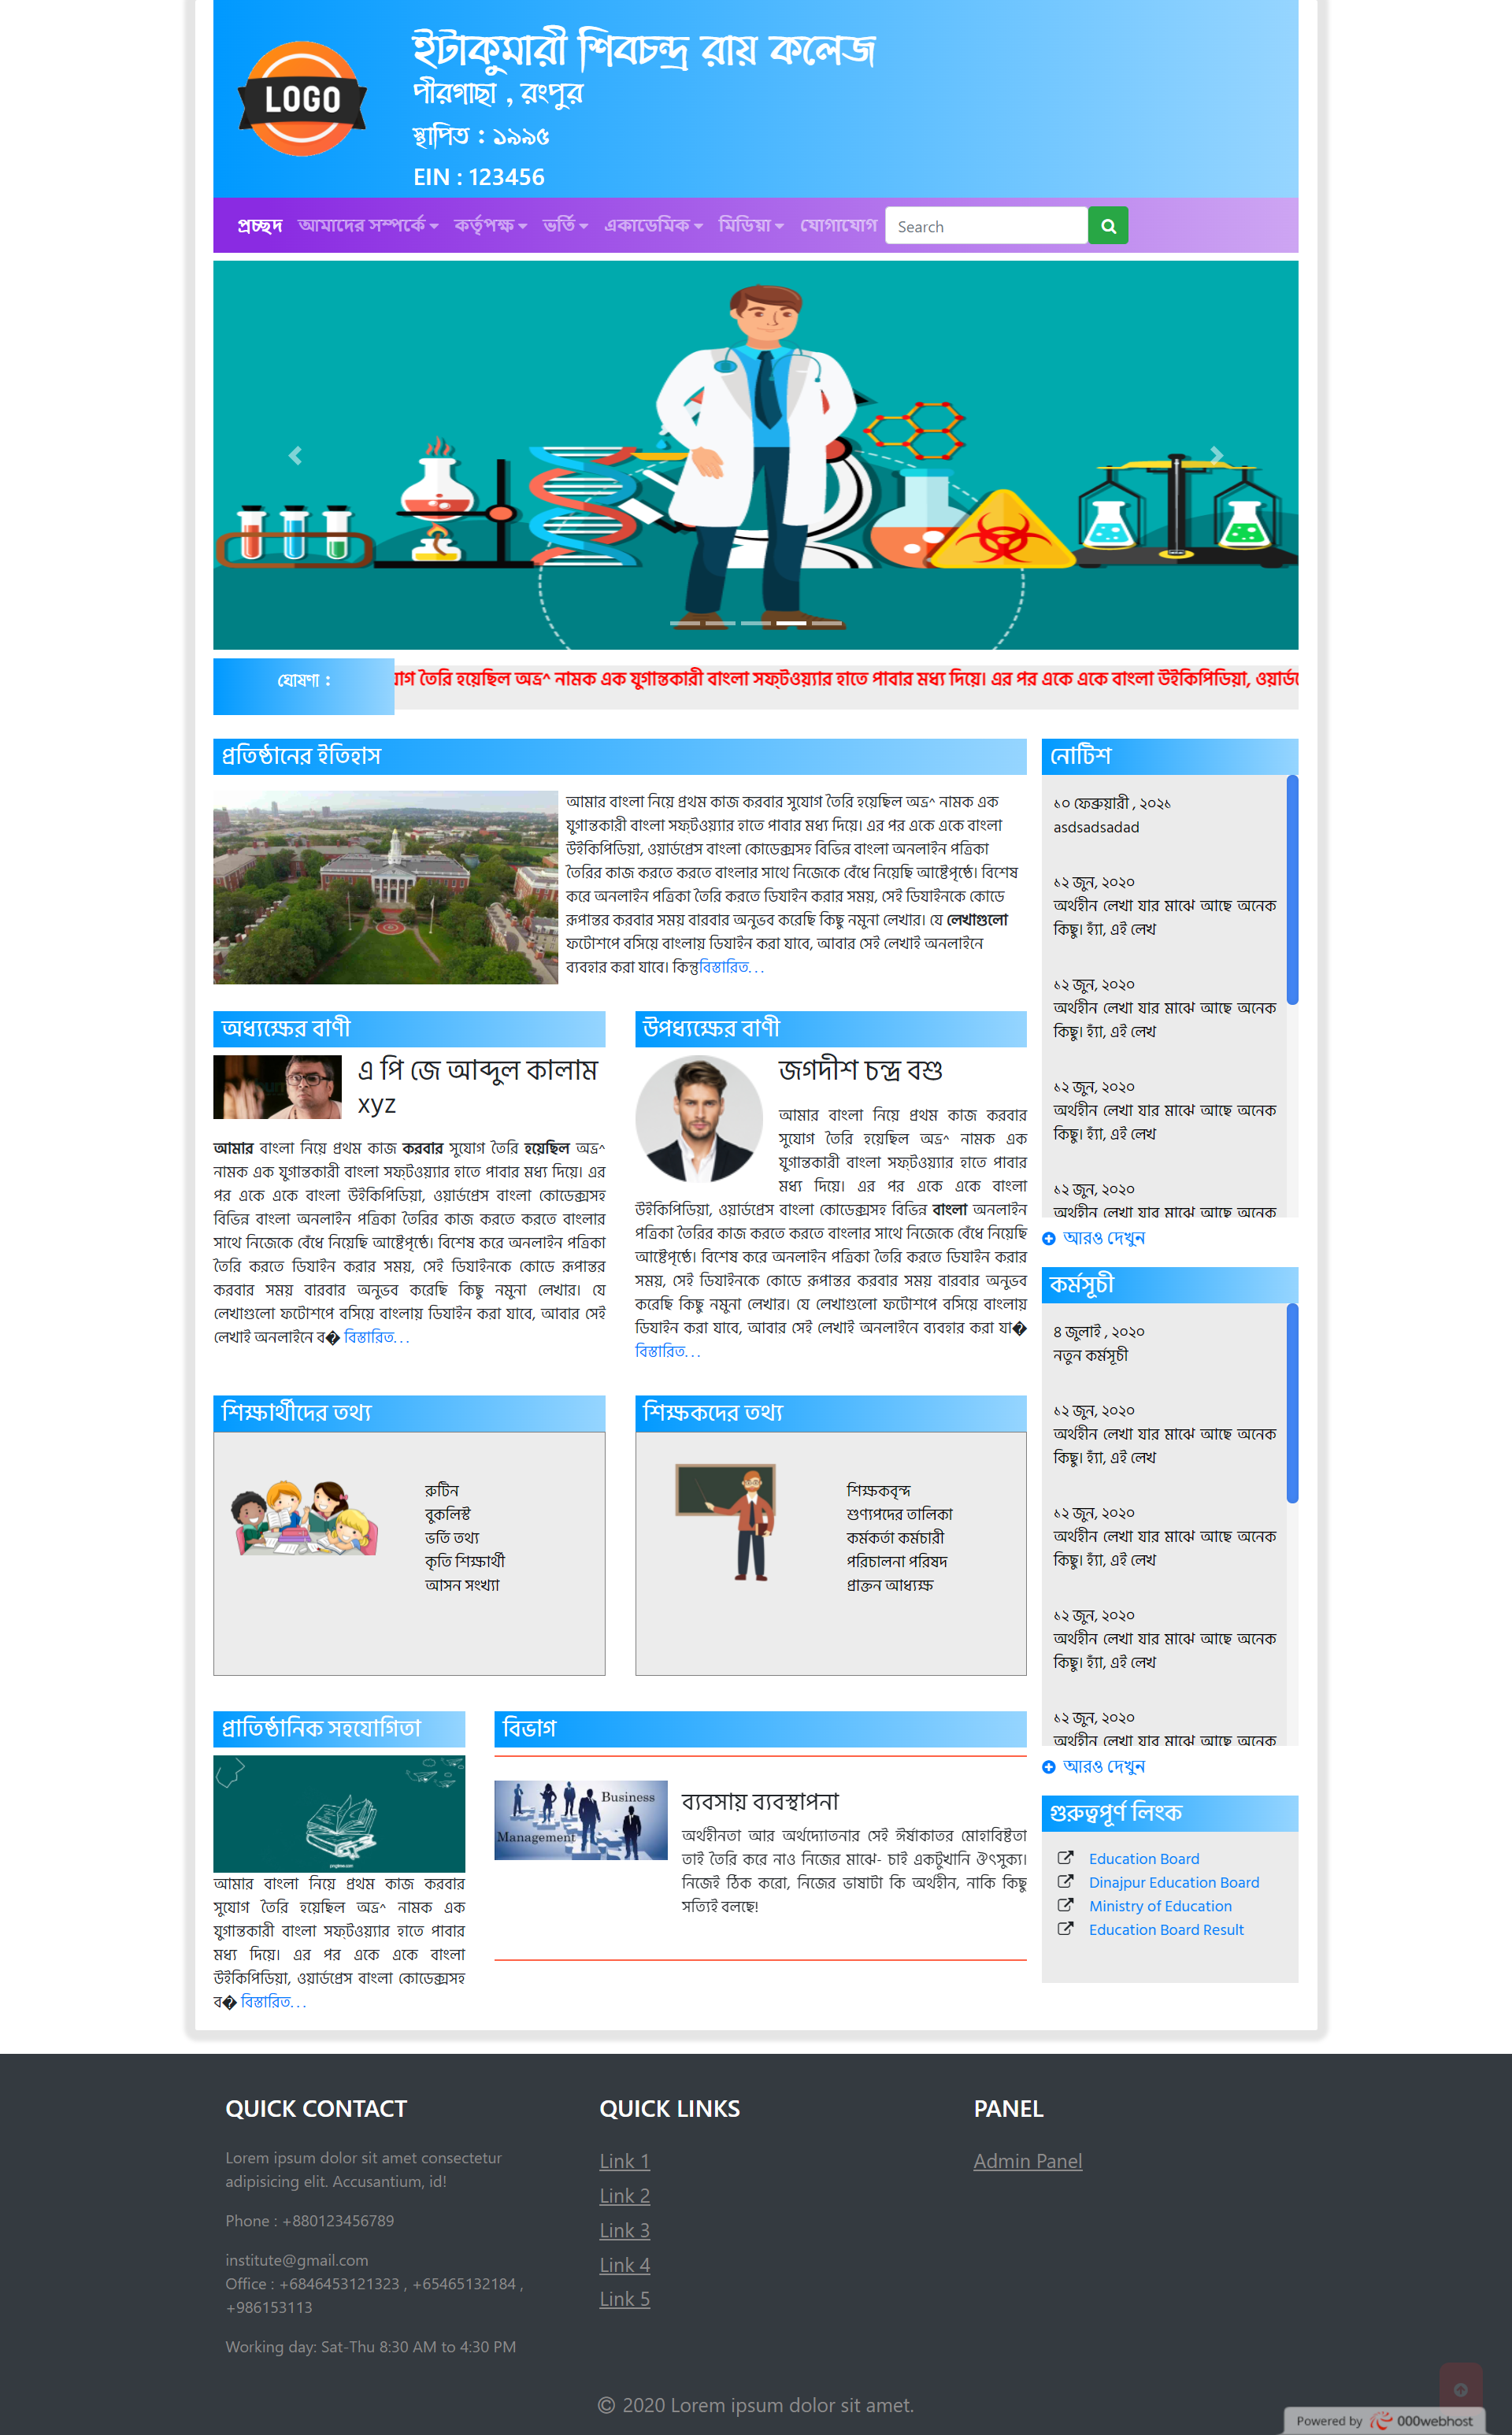 LOGO
ইটাকুমারী শিবচন্দ্র রায় কলেজ
পীরগাছা , রংপুর
স্থাপিত : ১৯৯৫
EIN : 123456
প্রচ্ছদ আমাদের সম্পর্কে কর্তৃপক্ষ ভর্তি একাডেমিক মিডিয়া যোগাযোগ Search
ঘোষণা :
যোগ তৈরি হয়েছিল অভ্র^ নামক এক যুগান্তকারী বাংলা সফ্‌টওয়্যার হাতে পাবার মধ্য দিয়ে। এর পর একে একে বাংলা উইকিপিডিয়া,
প্রতিষ্ঠানের ইতিহাস
আমার বাংলা নিয়ে প্রথম কাজ করবার সুযোগ তৈরি হয়েছিল অভ্র^ নামক এক
যুগান্তকারী বাংলা সফ্‌টওয়্যার হাতে পাবার মধ্য দিয়ে। এর পর একে একে বাংলা
উইকিপিডিয়া, ওয়ার্ডপ্রেস বাংলা কোডেক্সসহ বিভিন্ন বাংলা অনলাইন পত্রিকা
তৈরির কাজ করতে করতে বাংলার সাথে নিজেকে বেঁধে নিয়েছি আষ্টেপৃষ্ঠে। বিশেষ
করে অনলাইন পত্রিকা তৈরি করতে ডিযাইন করার সময়, সেই ডিযাইনকে কোডে
রূপান্তর করবার সময় বারবার অনুভব করেছি কিছু নমুনা লেখার। যে লেখাগুলো
ফটোশপে বসিয়ে বাংলায় ডিযাইন করা যাবে, আবার সেই লেখাই অনলাইনে
ব্যবহার করা যাবে। কিন্তুবিস্তারিত...
অধ্যক্ষের বাণী
এ পি জে আব্দুল কালাম
xyz
আমার বাংলা নিয়ে প্রথম কাজ করবার সুযোগ তৈরি হয়েছিল অভ্র^
নামক এক যুগান্তকারী বাংলা সফ্‌টওয়্যার হাতে পাবার মধ্য দিয়ে। এর
পর একে একে বাংলা উইকিপিডিয়া, ওয়ার্ডপ্রেস বাংলা কোডেক্সসহ
বিভিন্ন বাংলা অনলাইন পত্রিকা তৈরির কাজ করতে করতে বাংলার
সাথে নিজেকে বেঁধে নিয়েছি আষ্টেপৃষ্ঠে। বিশেষ করে অনলাইন পত্রিকা
তৈরি করতে ডিযাইন করার সময়, সেই ডিযাইনকে কোডে রূপান্তর
করবার সময় বারবার অনুভব করেছি কিছু নমুনা লেখার। যে
লেখাগুলো ফটোশপে বসিয়ে বাংলায় ডিযাইন করা যাবে, আবার সেই
লেখাই অনলাইনে ব� বিস্তারিত...
উপধ্যক্ষের বাণী
জগদীশ চন্দ্র বশু
আমার বাংলা নিয়ে প্রথম কাজ করবার
সুযোগ তৈরি হয়েছিল অভ্র^ নামক এক
যুগান্তকারী বাংলা সফ্‌টওয়্যার হাতে পাবার
মধ্য দিয়ে। এর পর একে একে বাংলা
উইকিপিডিয়া, ওয়ার্ডপ্রেস বাংলা কোডেক্সসহ বিভিন্ন বাংলা অনলাইন
পত্রিকা তৈরির কাজ করতে করতে বাংলার সাথে নিজেকে বেঁধে নিয়েছি
আষ্টেপৃষ্ঠে। বিশেষ করে অনলাইন পত্রিকা তৈরি করতে ডিযাইন করার
সময়, সেই ডিযাইনকে কোডে রূপান্তর করবার সময় বারবার অনুভব
করেছি কিছু নমুনা লেখার। যে লেখাগুলো ফটোশপে বসিয়ে বাংলায়
ডিযাইন করা যাবে, আবার সেই লেখাই অনলাইনে ব্যবহার করা যা�
বিস্তারিত...
শিক্ষার্থীদের তথ্য
রুটিন
বুকলিস্ট
ভর্তি তথ্য
কৃতি শিক্ষার্থী
আসন সংখ্যা
শিক্ষকদের তথ্য
শিক্ষকবৃন্দ
শুণ্যপদের তালিকা
কর্মকর্তা কর্মচারী
পরিচালনা পরিষদ
প্রাক্তন আধ্যক্ষ
প্রাতিষ্ঠানিক সহযোগিতা
আমার বাংলা নিয়ে প্রথম কাজ করবার
সুযোগ তৈরি হয়েছিল অভ্র^ নামক এক
যুগান্তকারী বাংলা সফ্‌টওয়্যার হাতে পাবার
মধ্য দিয়ে। এর পর একে একে বাংলা
উইকিপিডিয়া, ওয়ার্ডপ্রেস বাংলা কোডেক্সসহ
ব� বিস্তারিত...
বিভাগ
Business
Management
ব্যবসায় ব্যবস্থাপনা
অর্থহীনতা আর অর্থদ্যোতনার সেই ঈর্ষাকাতর মোহাবিষ্টতা
তাই তৈরি করে নাও নিজের মাঝে- চাই একটুখানি ঔৎসুক্য।
নিজেই ঠিক করো, নিজের ভাষাটা কি অর্থহীন, নাকি কিছু
সত্যিই বলছে!
নোটিশ
১০ ফেব্রুয়ারী , ২০২১
asdsadsadad
১২ জুন, ২০২০
অর্থহীন লেখা যার মাঝে আছে অনেক
কিছু। হ্যাঁ, এই লেখ
১২ জুন, ২০২০
অর্থহীন লেখা যার মাঝে আছে অনেক
কিছু। হ্যাঁ, এই লেখ
১২ জুন, ২০২০
অর্থহীন লেখা যার মাঝে আছে অনেক
কিছু। হ্যাঁ, এই লেখ
১২ জুন, ২০২০
অর্থহীন লেখা যার মাঝে আছে অনেক
আরও দেখুন
কর্মসূচী
৪ জুলাই , ২০২০
নতুন কর্মসূচী
১২ জুন, ২০২০
অর্থহীন লেখা যার মাঝে আছে অনেক
কিছু। হ্যাঁ, এই লেখ
১২ জুন, ২০২০
অর্থহীন লেখা যার মাঝে আছে অনেক
কিছু। হ্যাঁ, এই লেখ
১২ জুন, ২০২০
অর্থহীন লেখা যার মাঝে আছে অনেক
কিছু। হ্যাঁ, এই লেখ
১২ জুন, ২০২০
অর্থহীন লেখা যার মাঝে আছে অনেক
আরও দেখুন
গুরুত্বপূর্ণ লিংক
Education Board
Dinajpur Education Board
Ministry of Education
Education Board Result
QUICK CONTACT
Lorem ipsum dolor sit amet consectetur
adipisicing elit. Accusantium, id!
Phone : +880123456789
institute@gmail.com
Office : +6846453121323 , +65465132184 ,
+986153113
Working day: Sat-Thu 8:30 AM to 4:30 PM
QUICK LINKS
Link 1
Link 2
Link 3
Link 4
Link 5
PANEL
Admin Panel
© 2020 Lorem ipsum dolor sit amet.
Powered by 000webhost